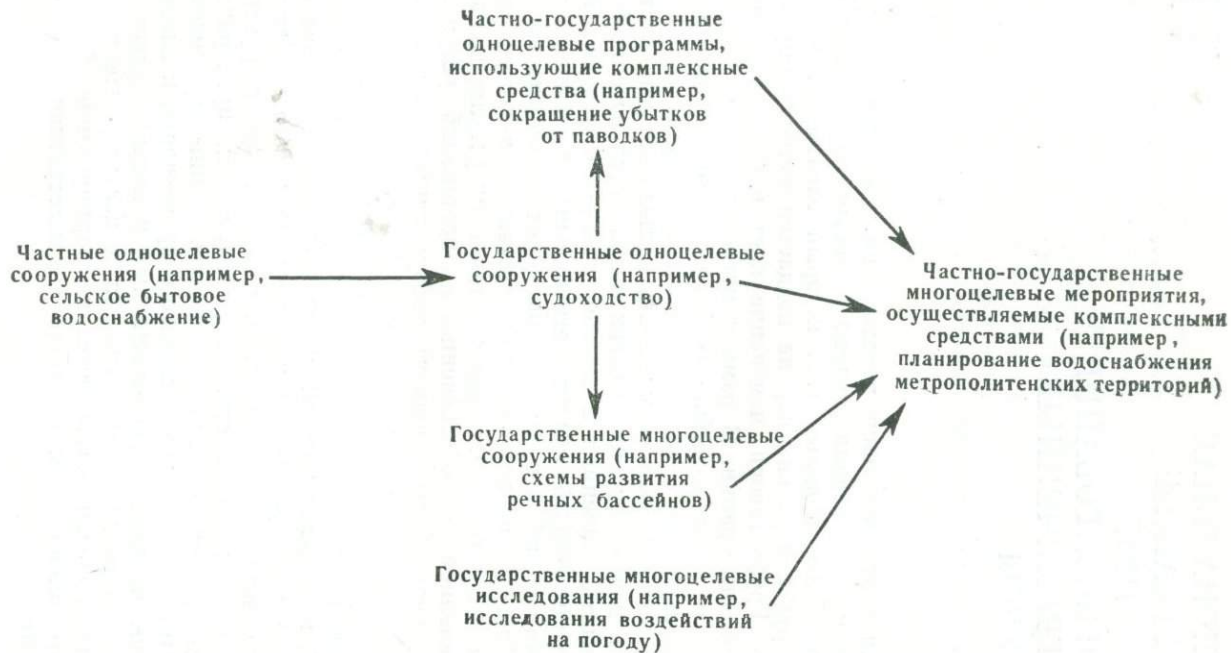 Частно-государственные
одноцелевые программы,
использующие комплексные
средства (например,
сокращение убытков
от паводков)
Частные одноцелевые
сооружения (например,
сельское бытовое
водоснабжение)
Государственные одноцелевые
сооружения (например,
судоходство)
Частно-государственные
многоцелевые мероприятия,
осуществляемые комплексными
средствами (например,
планирование водоснабжения
метрополитенских территорий)
Государственные многоцелевые
сооружения (например,
схемы развития
речных бассейнов)
Государственные многоцелевые
исследования (например,
исследования воздействий
на погоду)